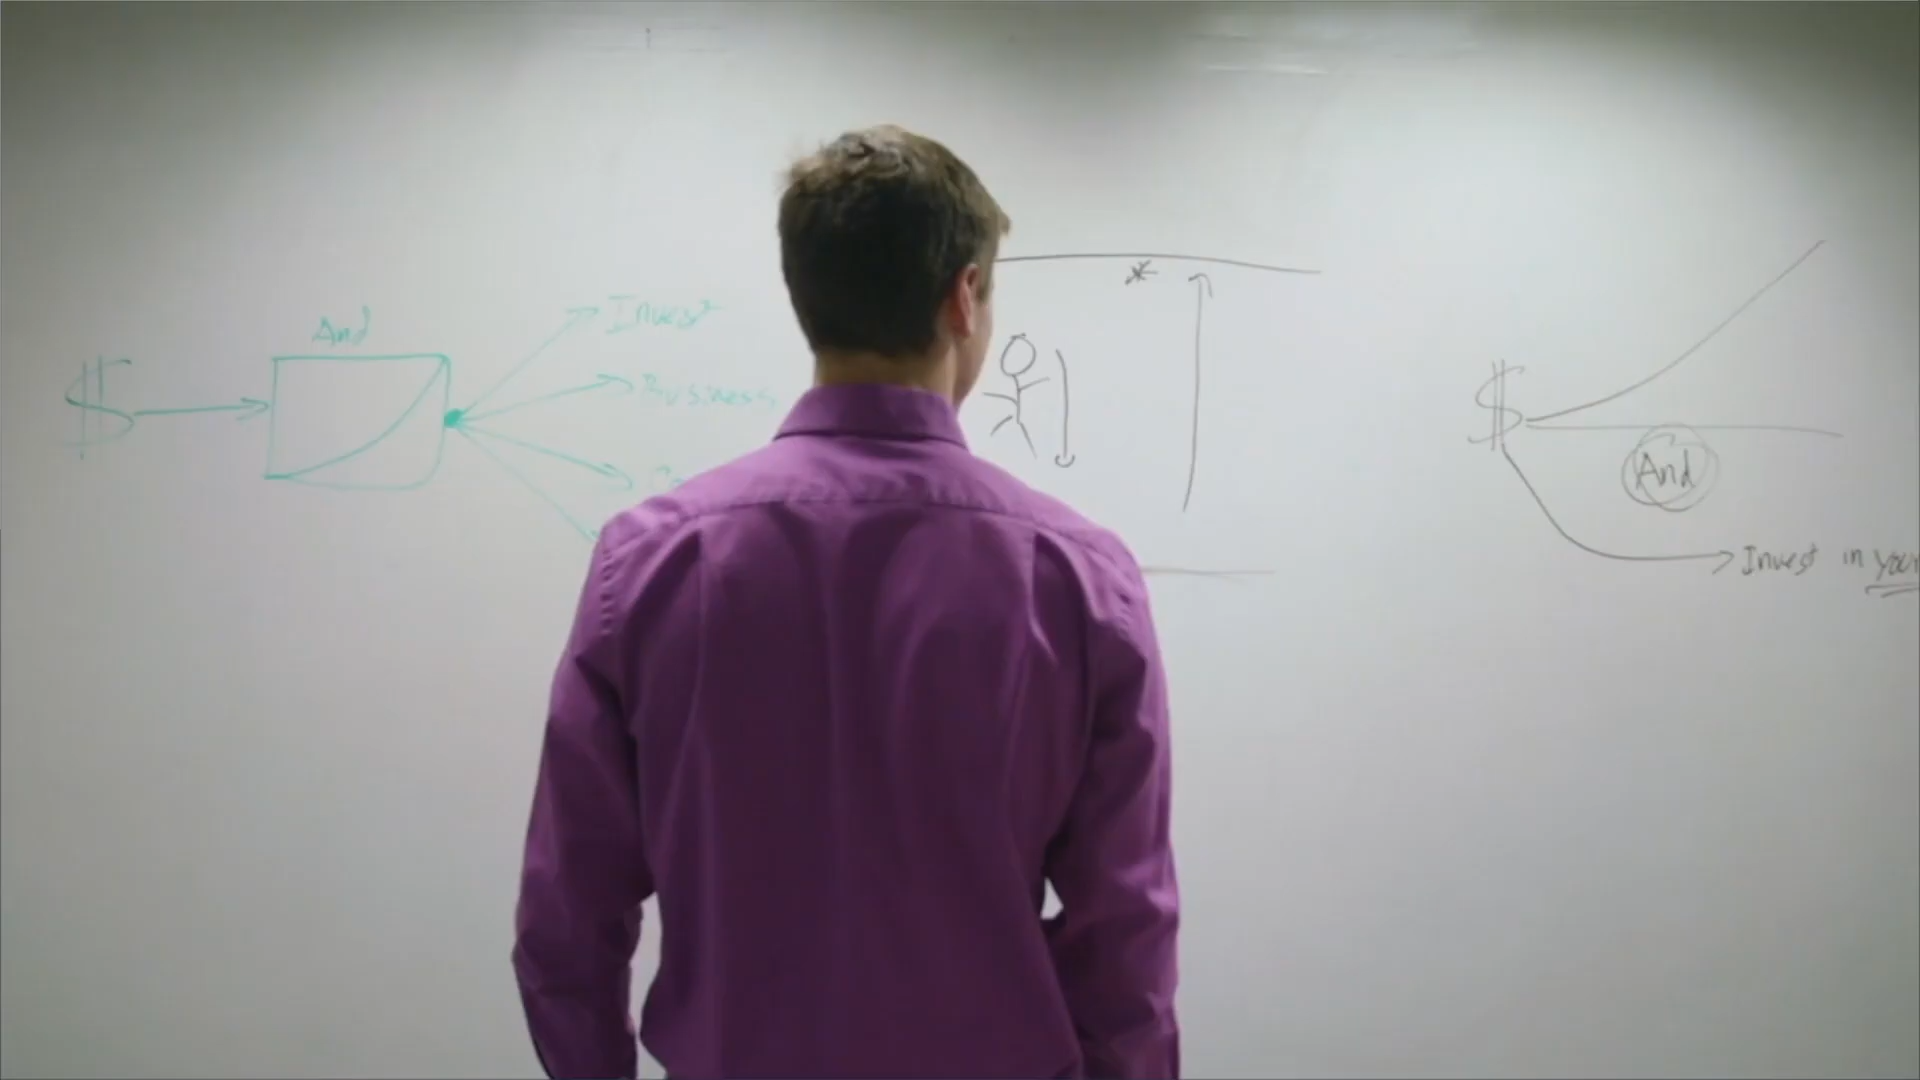 And
$
Invest
Business
$
And
Invest in your